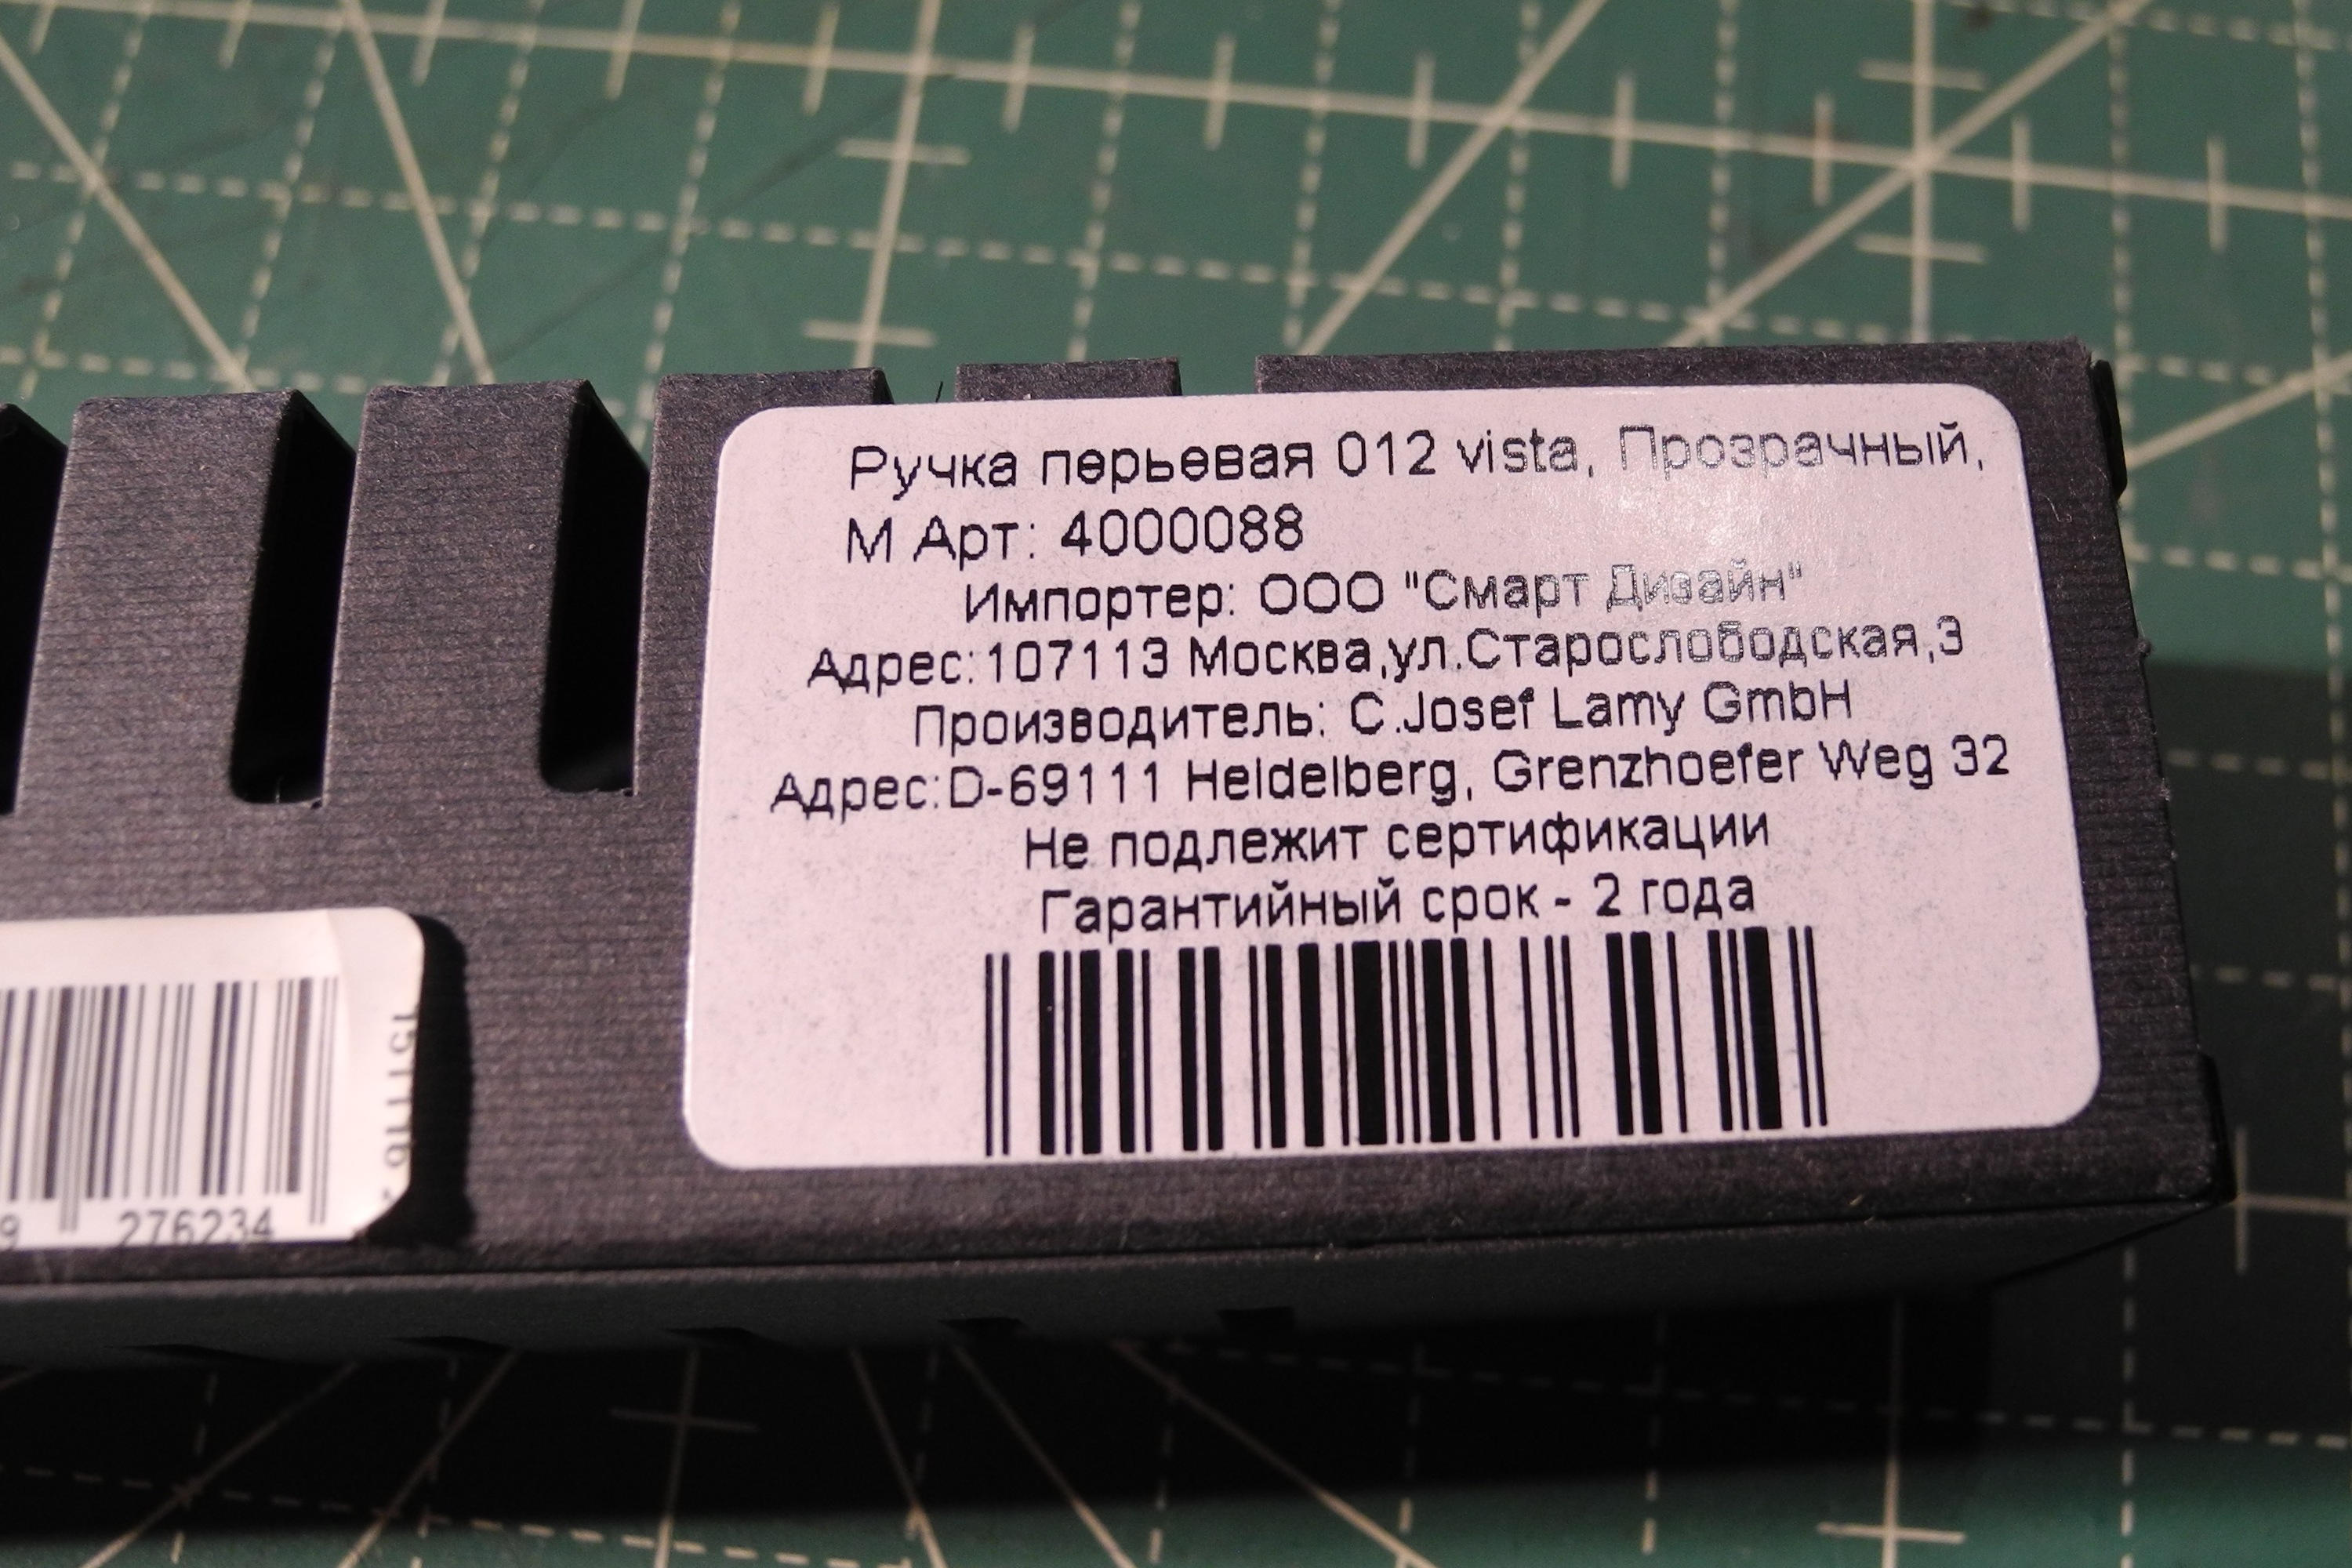 Ручка перьевая 012 vista, Прозрачный,
М Арт: 4000088
Импортер: ООО "Смарт Дизайн"
Адрес:107113 Москва,ул.Старослободская,3
Производитель: C.Josef Lamy GmbH
Адрес:D-69111 Heidelberg, Grenzhoefer Weg 32
Не подлежит сертификации
Гарантийный срок - 2 года
9 276234